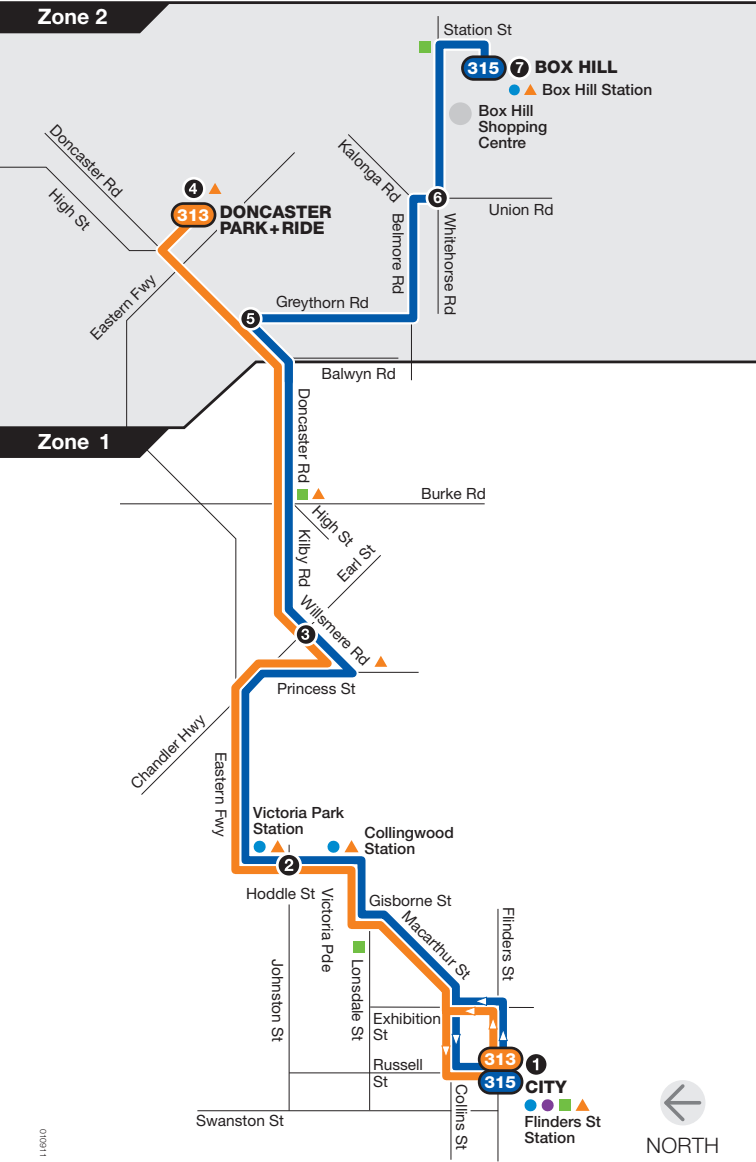 Zone 2
Station St
315 7 BOX HILL
Box Hill Station
Box Hill
Shopping
Centre
Doncaster Rd
High St
Kalonga Rd
4
313 DONCASTER
PARK+RIDE
6
Union Rd
Belmore Rd
Whitehorse Rd
Eastern Fwy
Greythorn Rd
5
Balwyn Rd
Zone 1
Doncaster Rd
Burke Rd
High St
Earl St
Kilby Rd
Willsmere Rd
3
Princess St
Chandler Hwy
Eastern Fwy
Victoria Park
Station
Collingwood
Station
2
Hoddle St
Victoria Pde
Gisborne St
Macarthur St
Flinders St
Johnston St
Lonsdale St
Exhibition
St
Russell
St
313
315
1
CITY
Flinders St
Station
Collins St
Swanston St
NORTH
010911